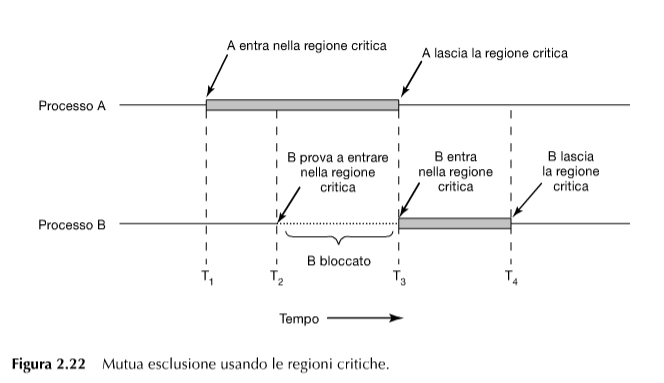 A entra nella regione critica
A lascia la regione critica
Processo A
B prova a entrare
nella regione
critica
B entra
nella regione
critica
B lascia
la regione
critica
Processo B
B bloccato
T1
T2
T3
T4
Tempo
Figura 2.22 Mutua esclusione usando le regioni critiche.